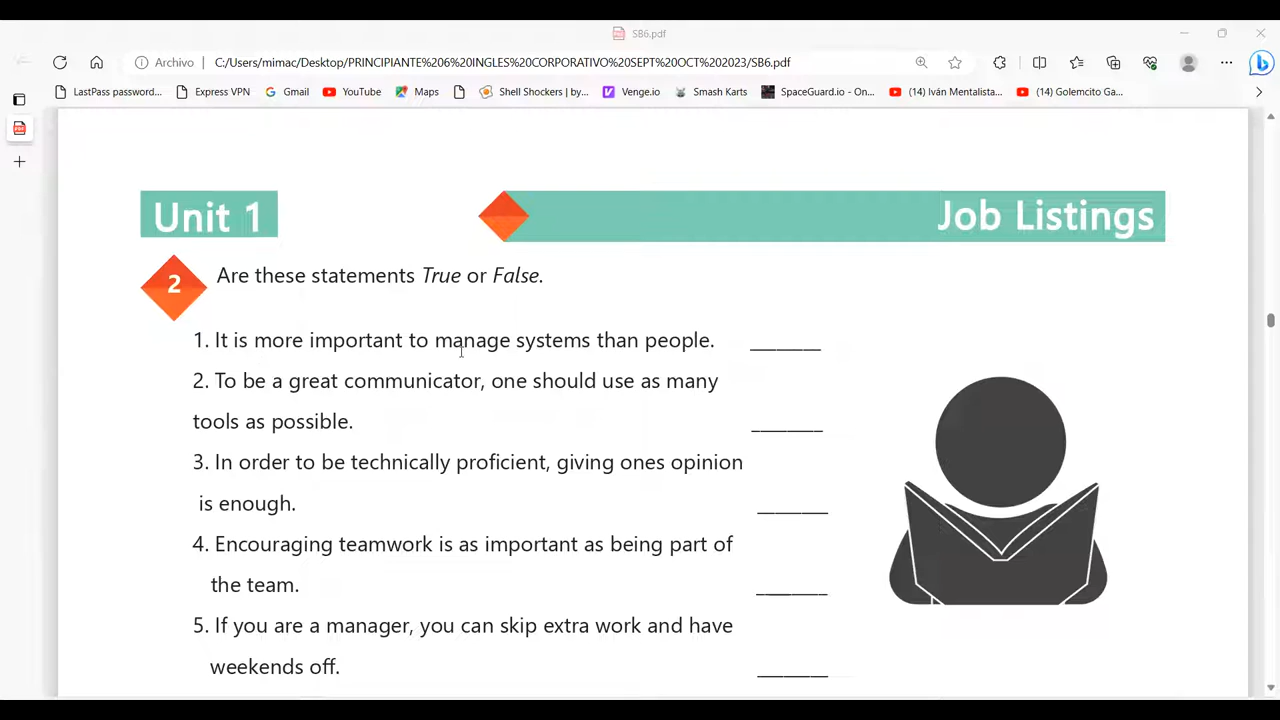 SB6.pdf
Archivo C:/Users/mimac/Desktop/PRINCIPIANTE%206%20INGLES%20CORPORATIVO%20SEPT%20OCT%202023/SB6.pdf
LastPass password... Express VPN Gmail YouTube Maps Shell Shockers | by... Venge.io Smash Karts SpaceGuard.io - On... (14) Iván Mentalista... (14) Golemcito Ga...
Unit 1 Job Listings
2 Are these statements True or False.
1. It is more important to manage systems than people. ________
2. To be a great communicator, one should use as many
tools as possible. ________
3. In order to be technically proficient, giving ones opinion
is enough. ________
4. Encouraging teamwork is as important as being part of
the team. ________
5. If you are a manager, you can skip extra work and have
weekends off. ________